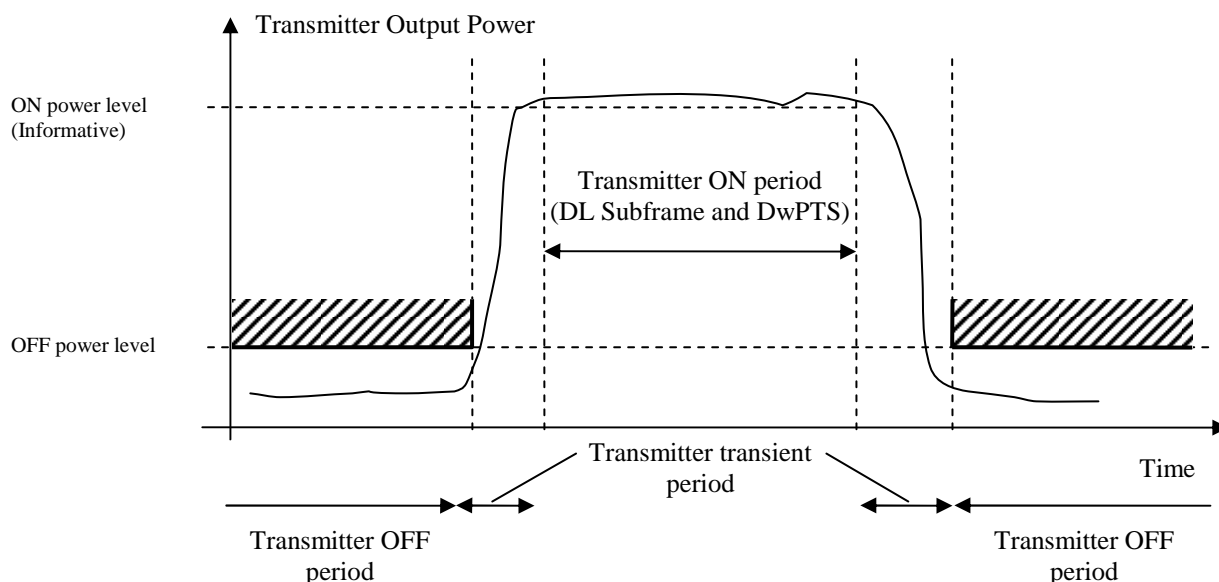 Transmitter Output Power
ON power level
(Informative)
Transmitter ON period
(DL Subframe and DwPTS)
OFF power level
Transmitter transient
period
Time
Transmitter OFF
period
Transmitter OFF
period